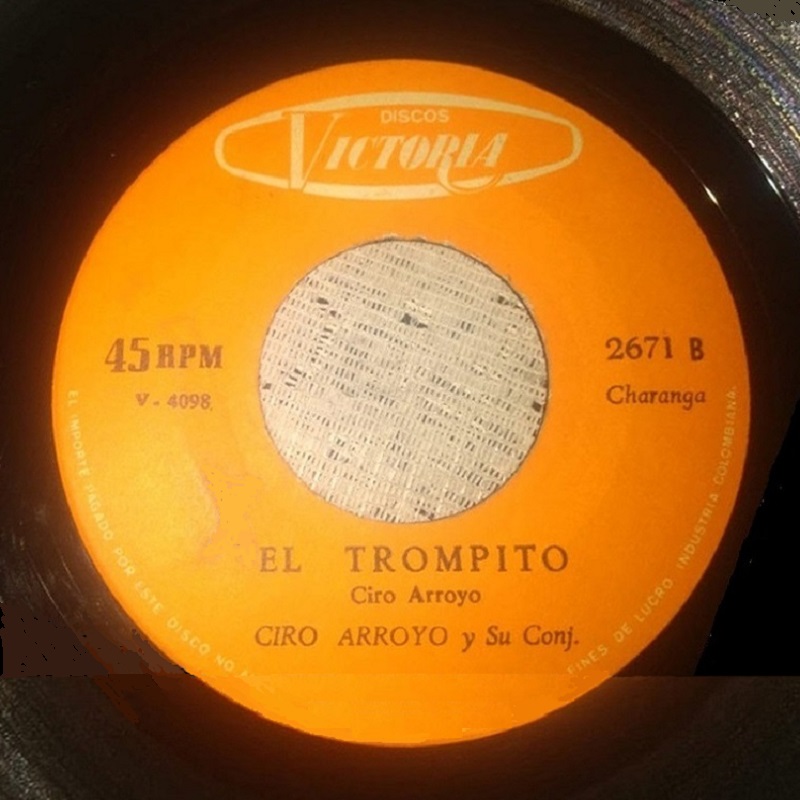 DISCOS
VICTORIA
45 RPM
V - 4098
2671 B
Charanga
EL TROMPITO
Ciro Arroyo
CIRO ARROYO y Su Conj.
EL IMPORTE PAGADO POR ESTE DISCO NO
FINES DE LUCRO. INDUSTRIA COLOMBIANA.